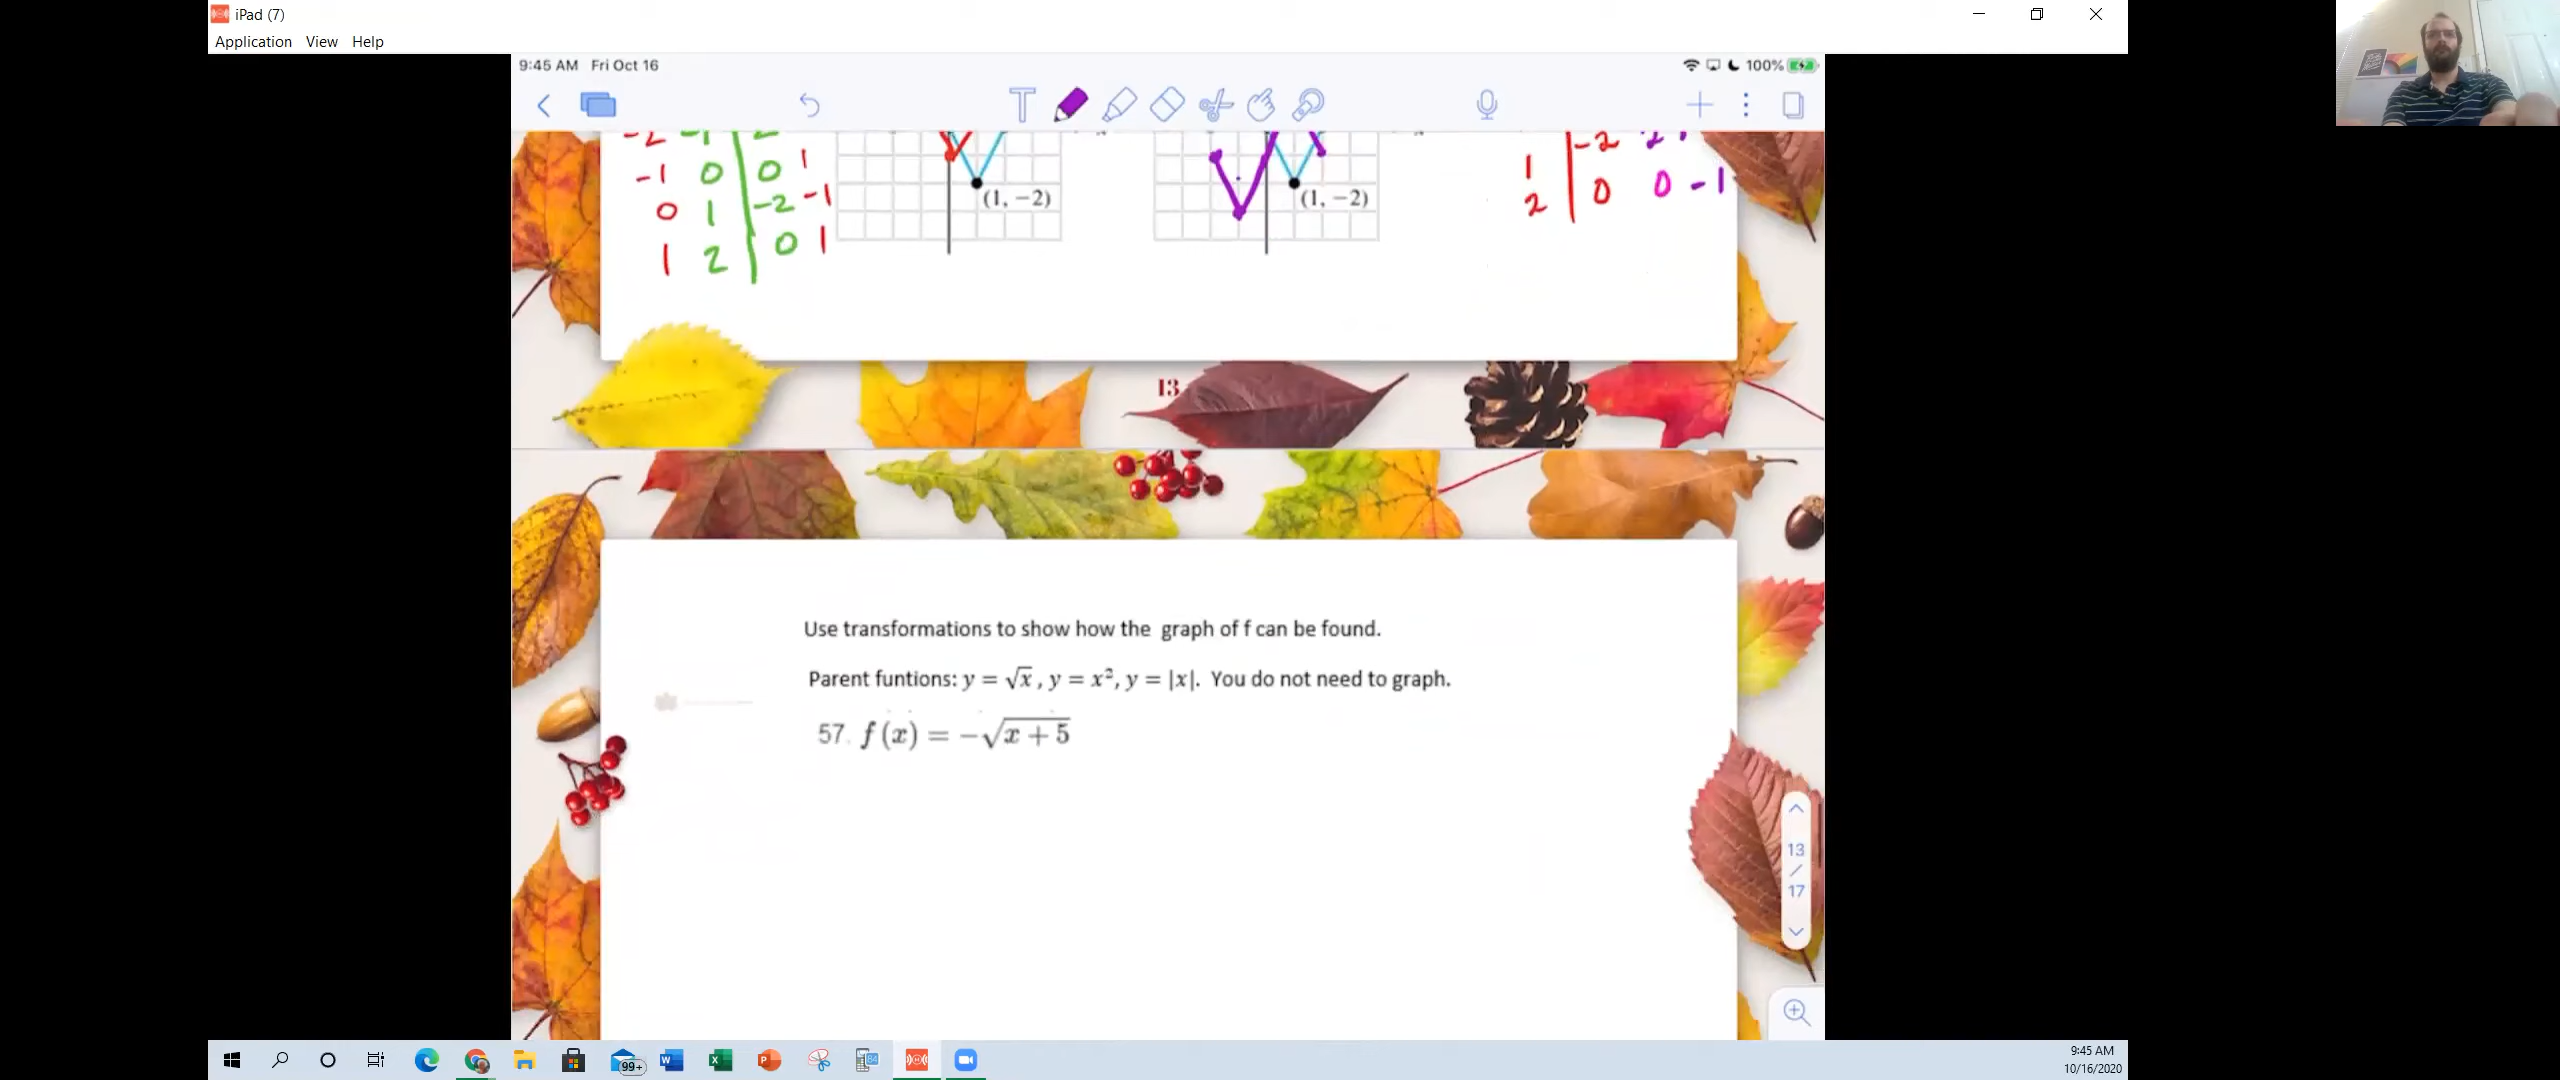 iPad (7)
Application View Help
9:45 AM Fri Oct 16
100%
T
-1 0 0 1
0 1 -2 -1
1 2 0 1
(1, −2)
(1, −2)
1 -2
2 0 0 -1
13
Use transformations to show how the graph of f can be found.
Parent funtions: y = √x , y = x², y = |x|. You do not need to graph.
57. f (x) = −√(x + 5)
13
/
17
99+
84
9:45 AM
10/16/2020